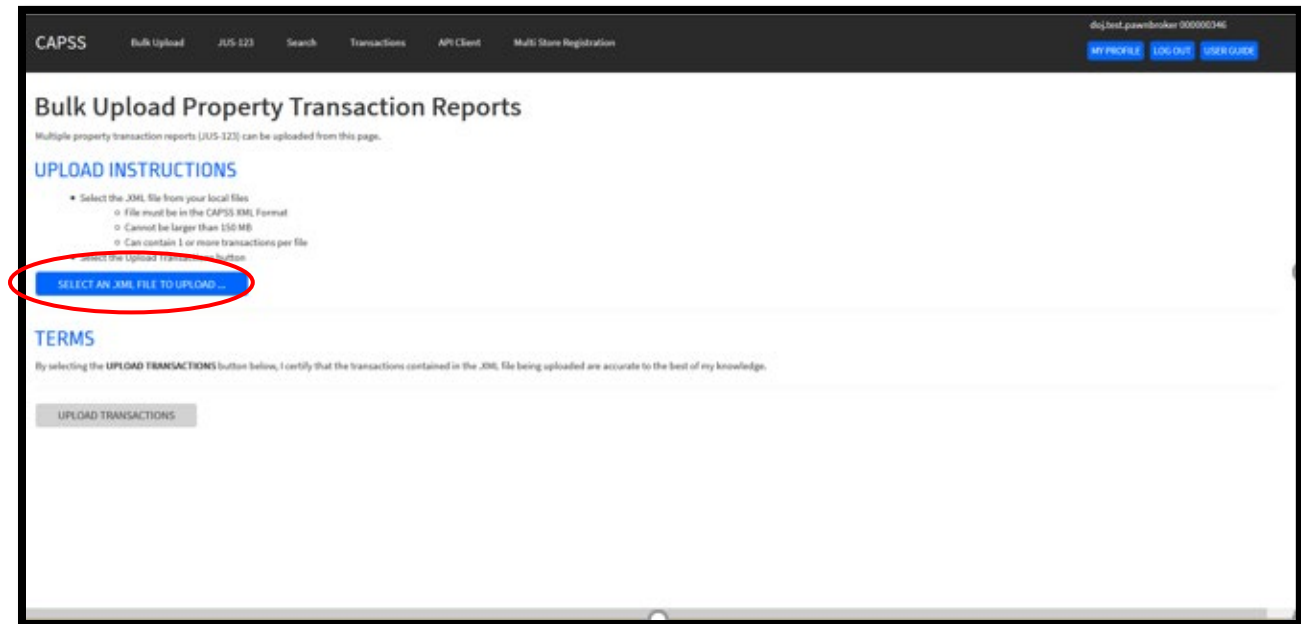 doj.test.pawnbroker 000000346
CAPSS Bulk Upload JUS-123 Search Transactions API Client Multi Store Registration
MY PROFILE LOG OUT USER GUIDE
Bulk Upload Property Transaction Reports
Multiple property transaction reports (JUS-123) can be uploaded from this page.
UPLOAD INSTRUCTIONS
• Select the .XML file from your local files
o File must be in the CAPSS XML Format
o Cannot be larger than 150 MB
o Can contain 1 or more transactions per file
• Select the Upload Transactions button
SELECT AN .XML FILE TO UPLOAD ...
TERMS
By selecting the UPLOAD TRANSACTIONS button below, I certify that the transactions contained in the .XML file being uploaded are accurate to the best of my knowledge.
UPLOAD TRANSACTIONS